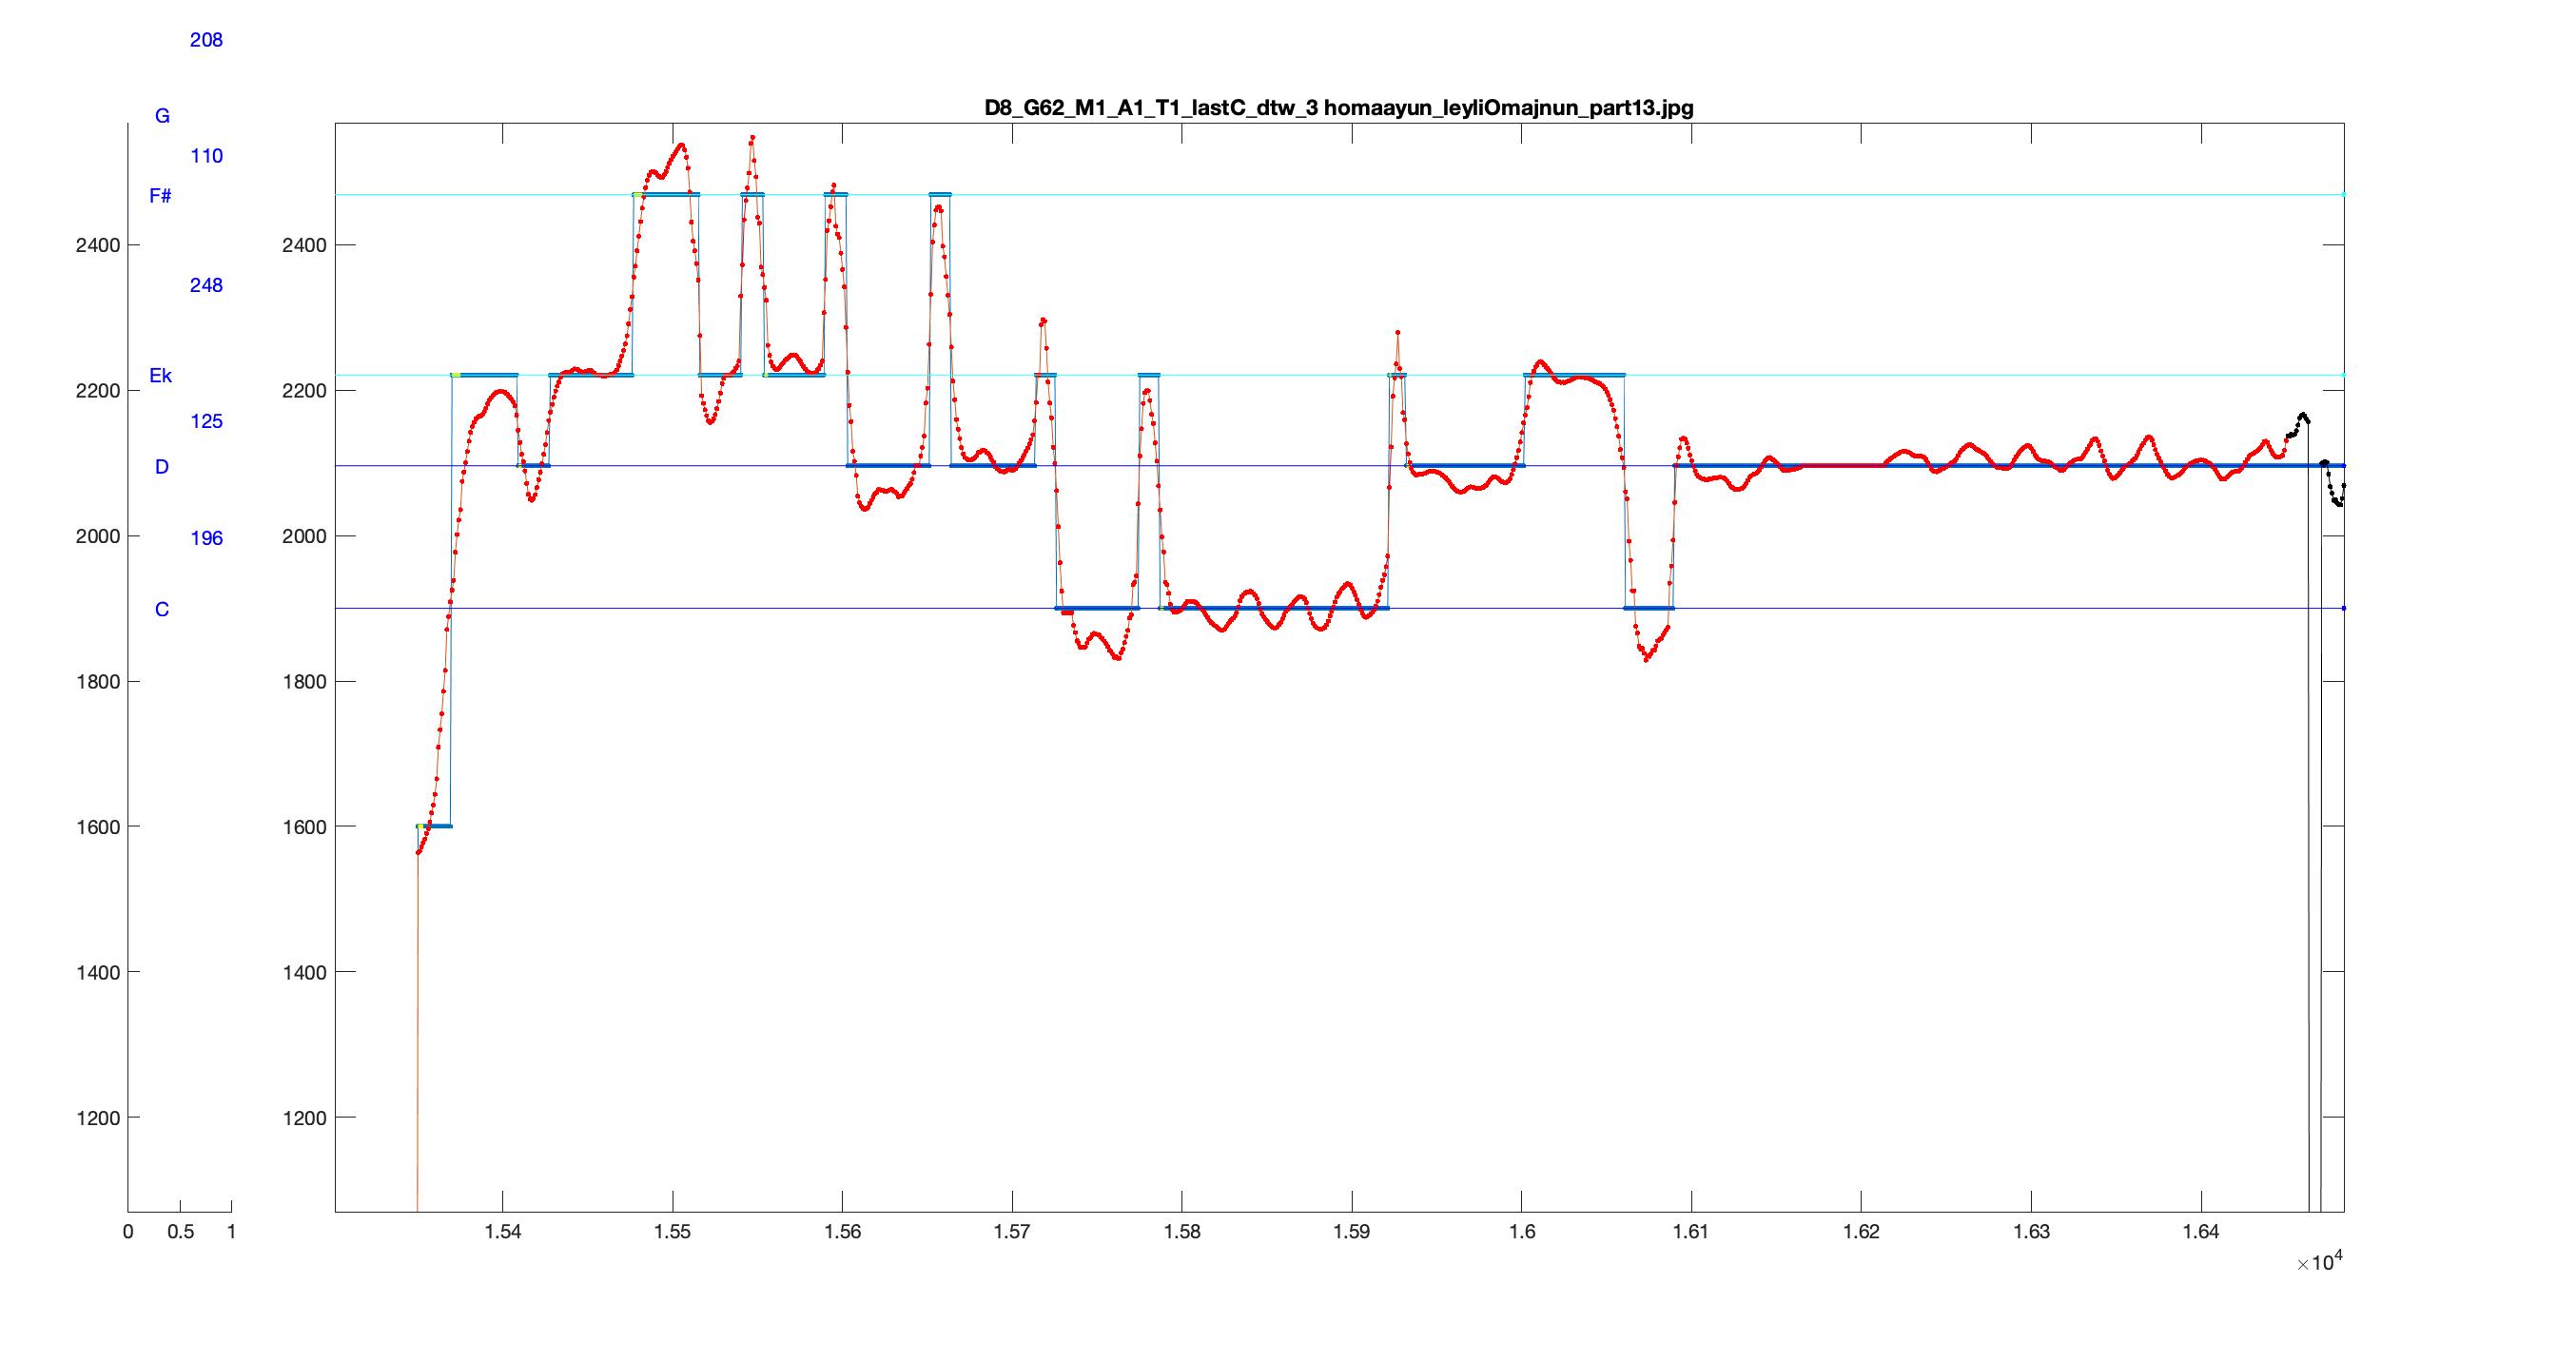 208
D8_G62_M1_A1_T1_lastC_dtw_3 homaayun_leyliOmajnun_part13.jpg
G
110
F#
2400 2400
248
Ek
2200 2200
125
D
2000 2000
196
C
1800 1800
1600 1600
1400 1400
1200 1200
0 0.5 1 1.54 1.55 1.56 1.57 1.58 1.59 1.6 1.61 1.62 1.63 1.64
×10⁴